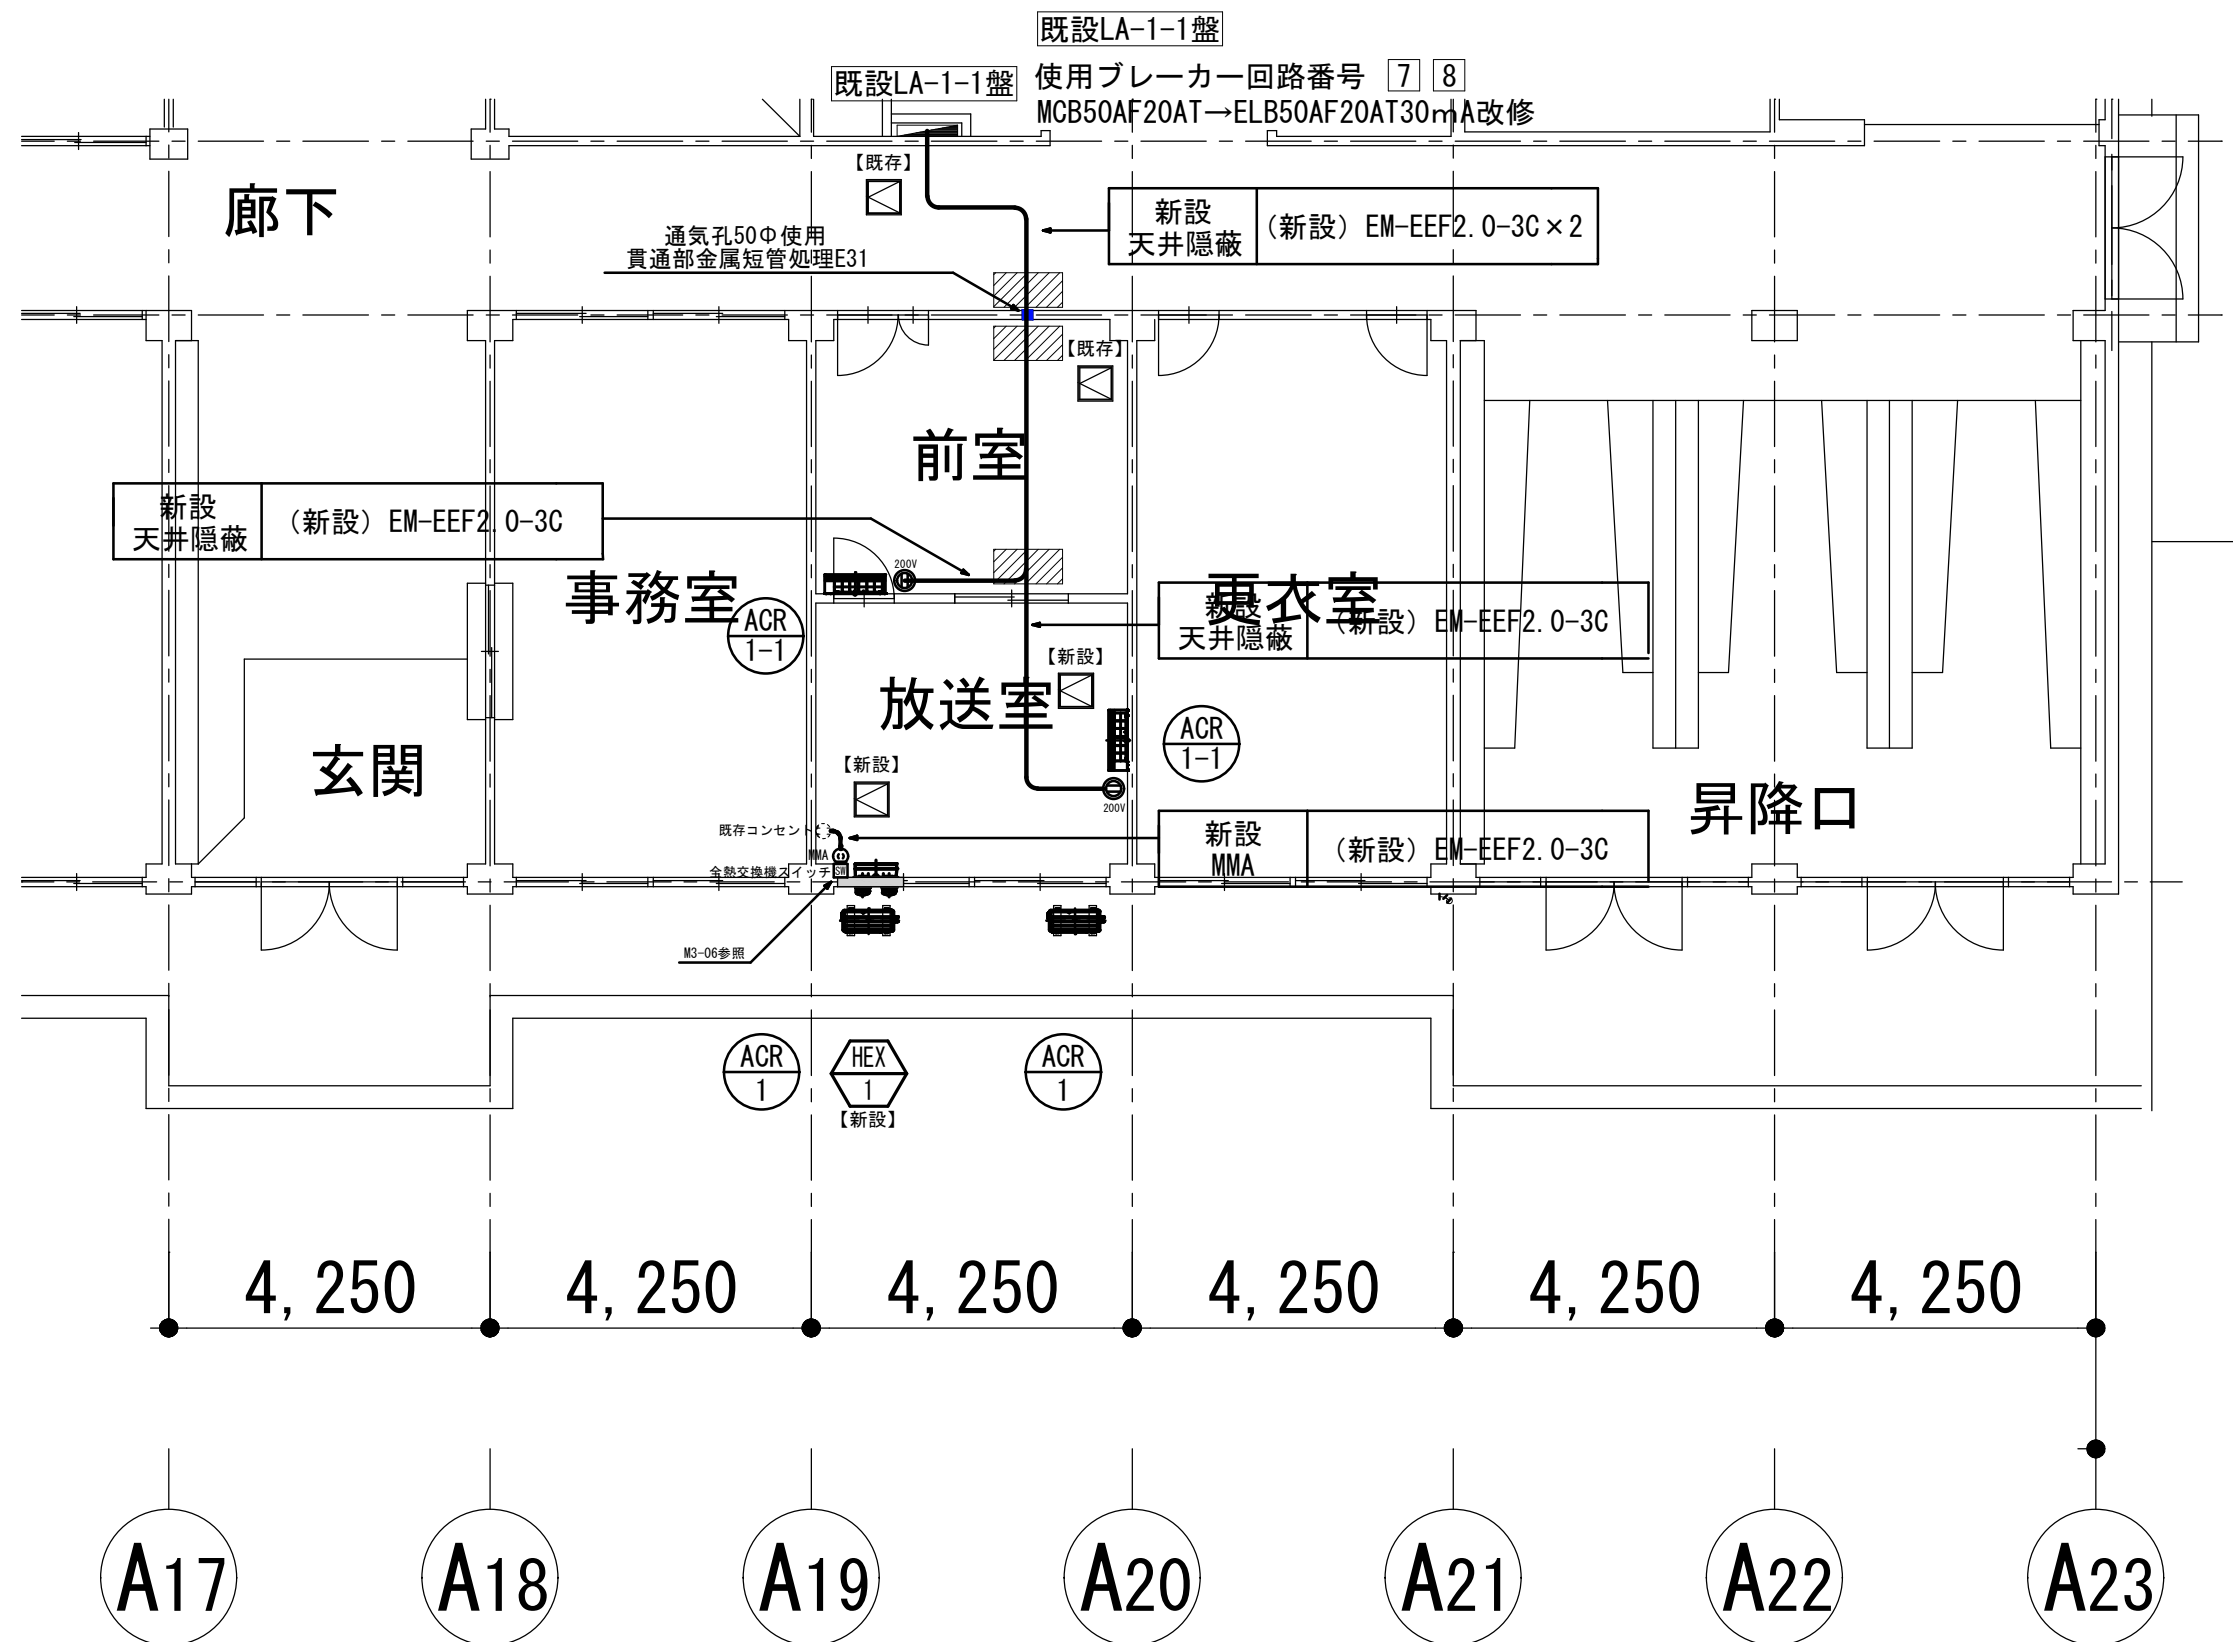 既設LA-1-1盤
既設LA-1-1盤
使用ブレーカー回路番号 7 8
MCB50AF20AT→ELB50AF20AT30mA改修
【既存】
廊下
新設
天井隠蔽
(新設) EM-EEF2.0-3C×2
通気孔50Φ使用
貫通部金属短管処理E31
【既存】
前室
新設
天井隠蔽
(新設) EM-EEF2.0-3C
200V
事務室
ACR
1-1
更衣室
新設
天井隠蔽
(新設) EM-EEF2.0-3C
【新設】
放送室
ACR
1-1
玄関
【新設】
200V
昇降口
既存コンセント
新設
MMA
(新設) EM-EEF2.0-3C
MMA
全熱交換機スイッチ
SW
M3-06参照
ACR
1
HEX
1
【新設】
ACR
1
4,250 4,250 4,250 4,250 4,250 4,250
A17 A18 A19 A20 A21 A22 A23